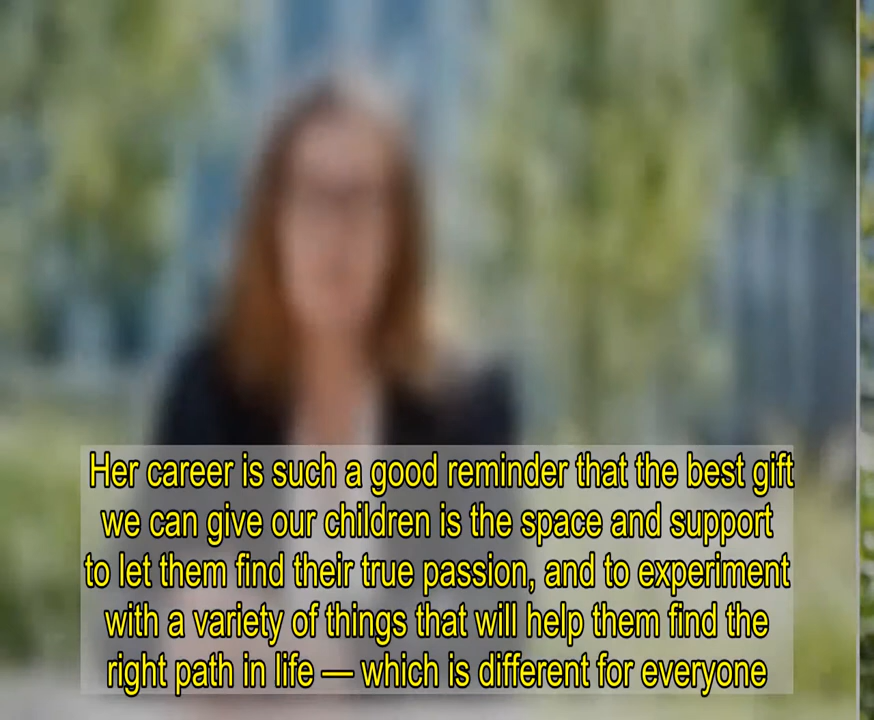 Her career is such a good reminder that the best gift
we can give our children is the space and support
to let them find their true passion, and to experiment
with a variety of things that will help them find the
right path in life — which is different for everyone